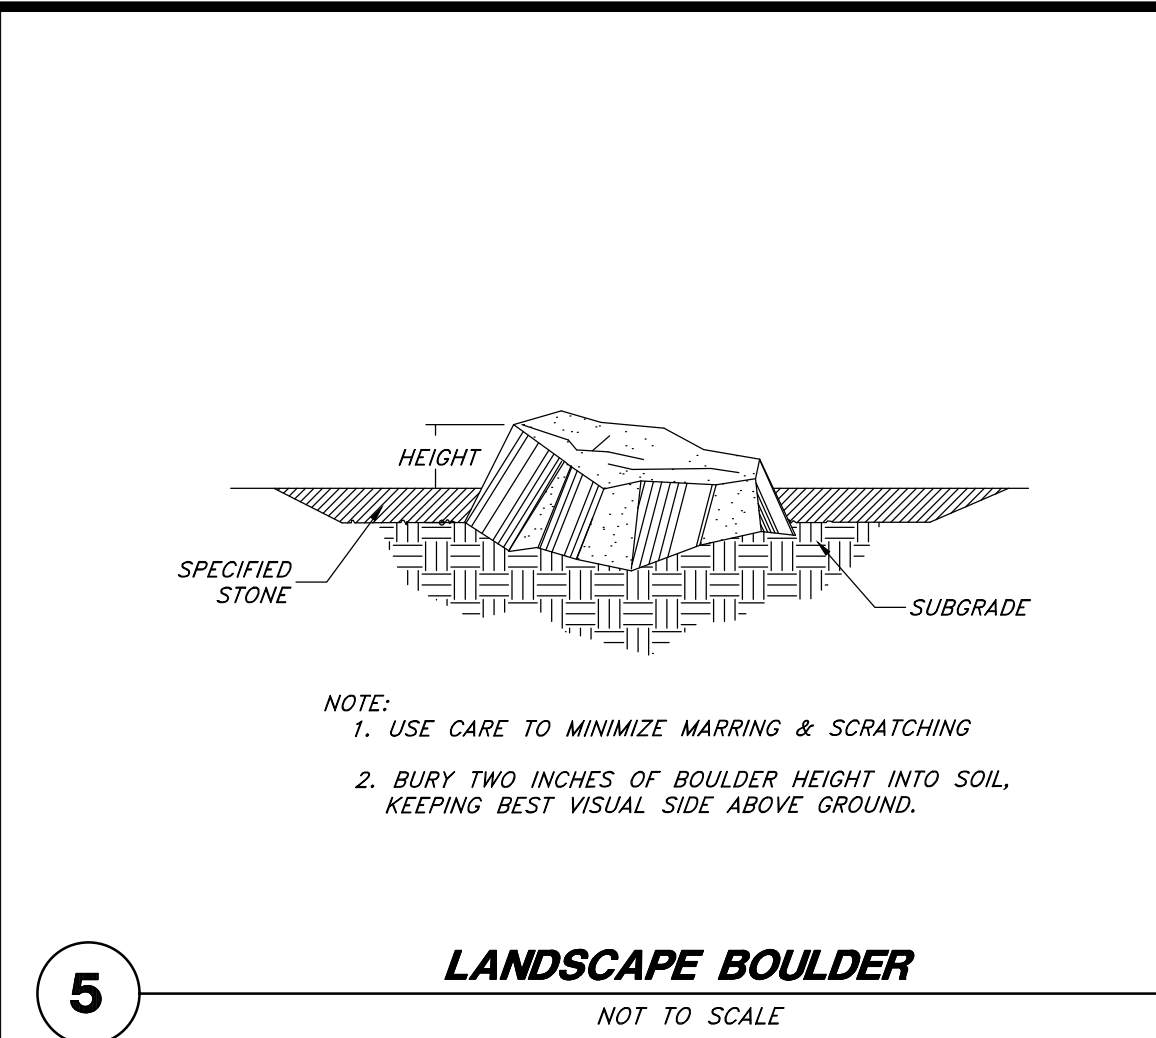 HEIGHT
SPECIFIED
STONE
SUBGRADE
NOTE:
1. USE CARE TO MINIMIZE MARRING & SCRATCHING
2. BURY TWO INCHES OF BOULDER HEIGHT INTO SOIL,
KEEPING BEST VISUAL SIDE ABOVE GROUND.
5
LANDSCAPE BOULDER
NOT TO SCALE